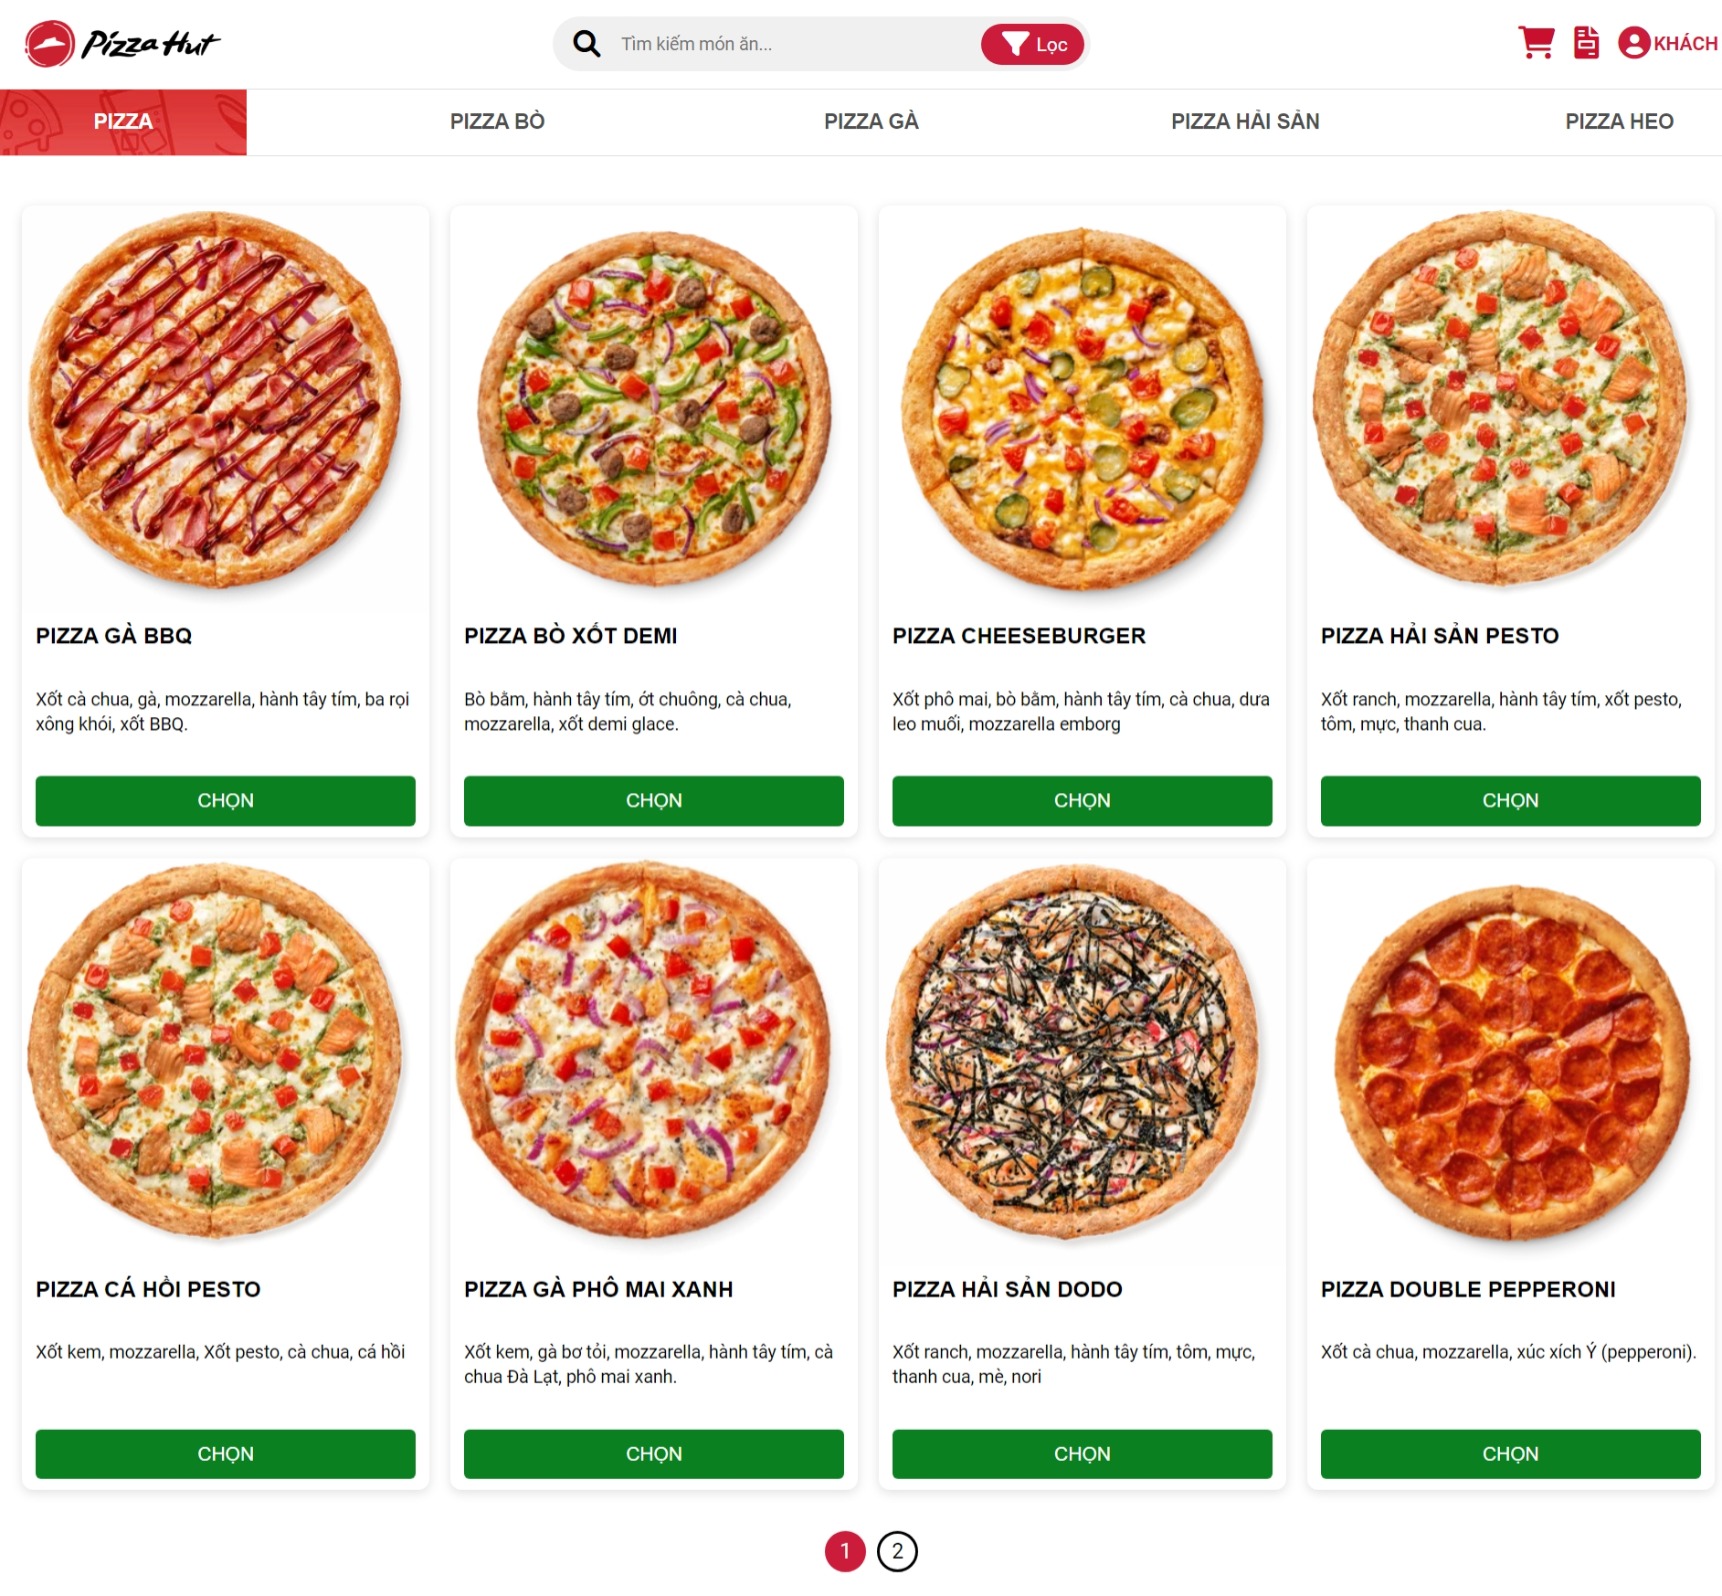 Pizza Hut
Tìm kiếm món ăn...
Lọc
KHÁCH
PIZZA
PIZZA BÒ
PIZZA GÀ
PIZZA HẢI SẢN
PIZZA HEO
PIZZA GÀ BBQ
Xốt cà chua, gà, mozzarella, hành tây tím, ba rọi
xông khói, xốt BBQ.
CHỌN
PIZZA BÒ XỐT DEMI
Bò bằm, hành tây tím, ớt chuông, cà chua,
mozzarella, xốt demi glace.
CHỌN
PIZZA CHEESEBURGER
Xốt phô mai, bò bằm, hành tây tím, cà chua, dưa
leo muối, mozzarella emborg
CHỌN
PIZZA HẢI SẢN PESTO
Xốt ranch, mozzarella, hành tây tím, xốt pesto,
tôm, mực, thanh cua.
CHỌN
PIZZA CÁ HỒI PESTO
Xốt kem, mozzarella, Xốt pesto, cà chua, cá hồi
CHỌN
PIZZA GÀ PHÔ MAI XANH
Xốt kem, gà bơ tỏi, mozzarella, hành tây tím, cà
chua Đà Lạt, phô mai xanh.
CHỌN
PIZZA HẢI SẢN DODO
Xốt ranch, mozzarella, hành tây tím, tôm, mực,
thanh cua, mè, nori
CHỌN
PIZZA DOUBLE PEPPERONI
Xốt cà chua, mozzarella, xúc xích Ý (pepperoni).
CHỌN
1
2